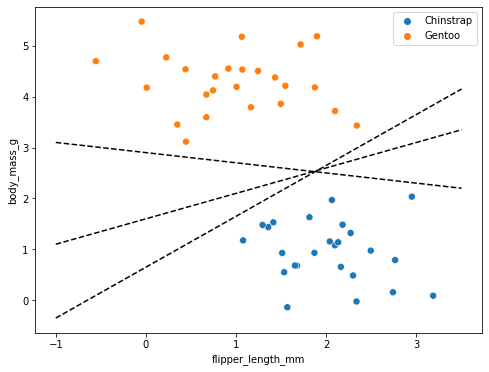 Chinstrap
Gentoo
body_mass_g
5
4
3
2
1
0
−1
0
1
2
3
flipper_length_mm